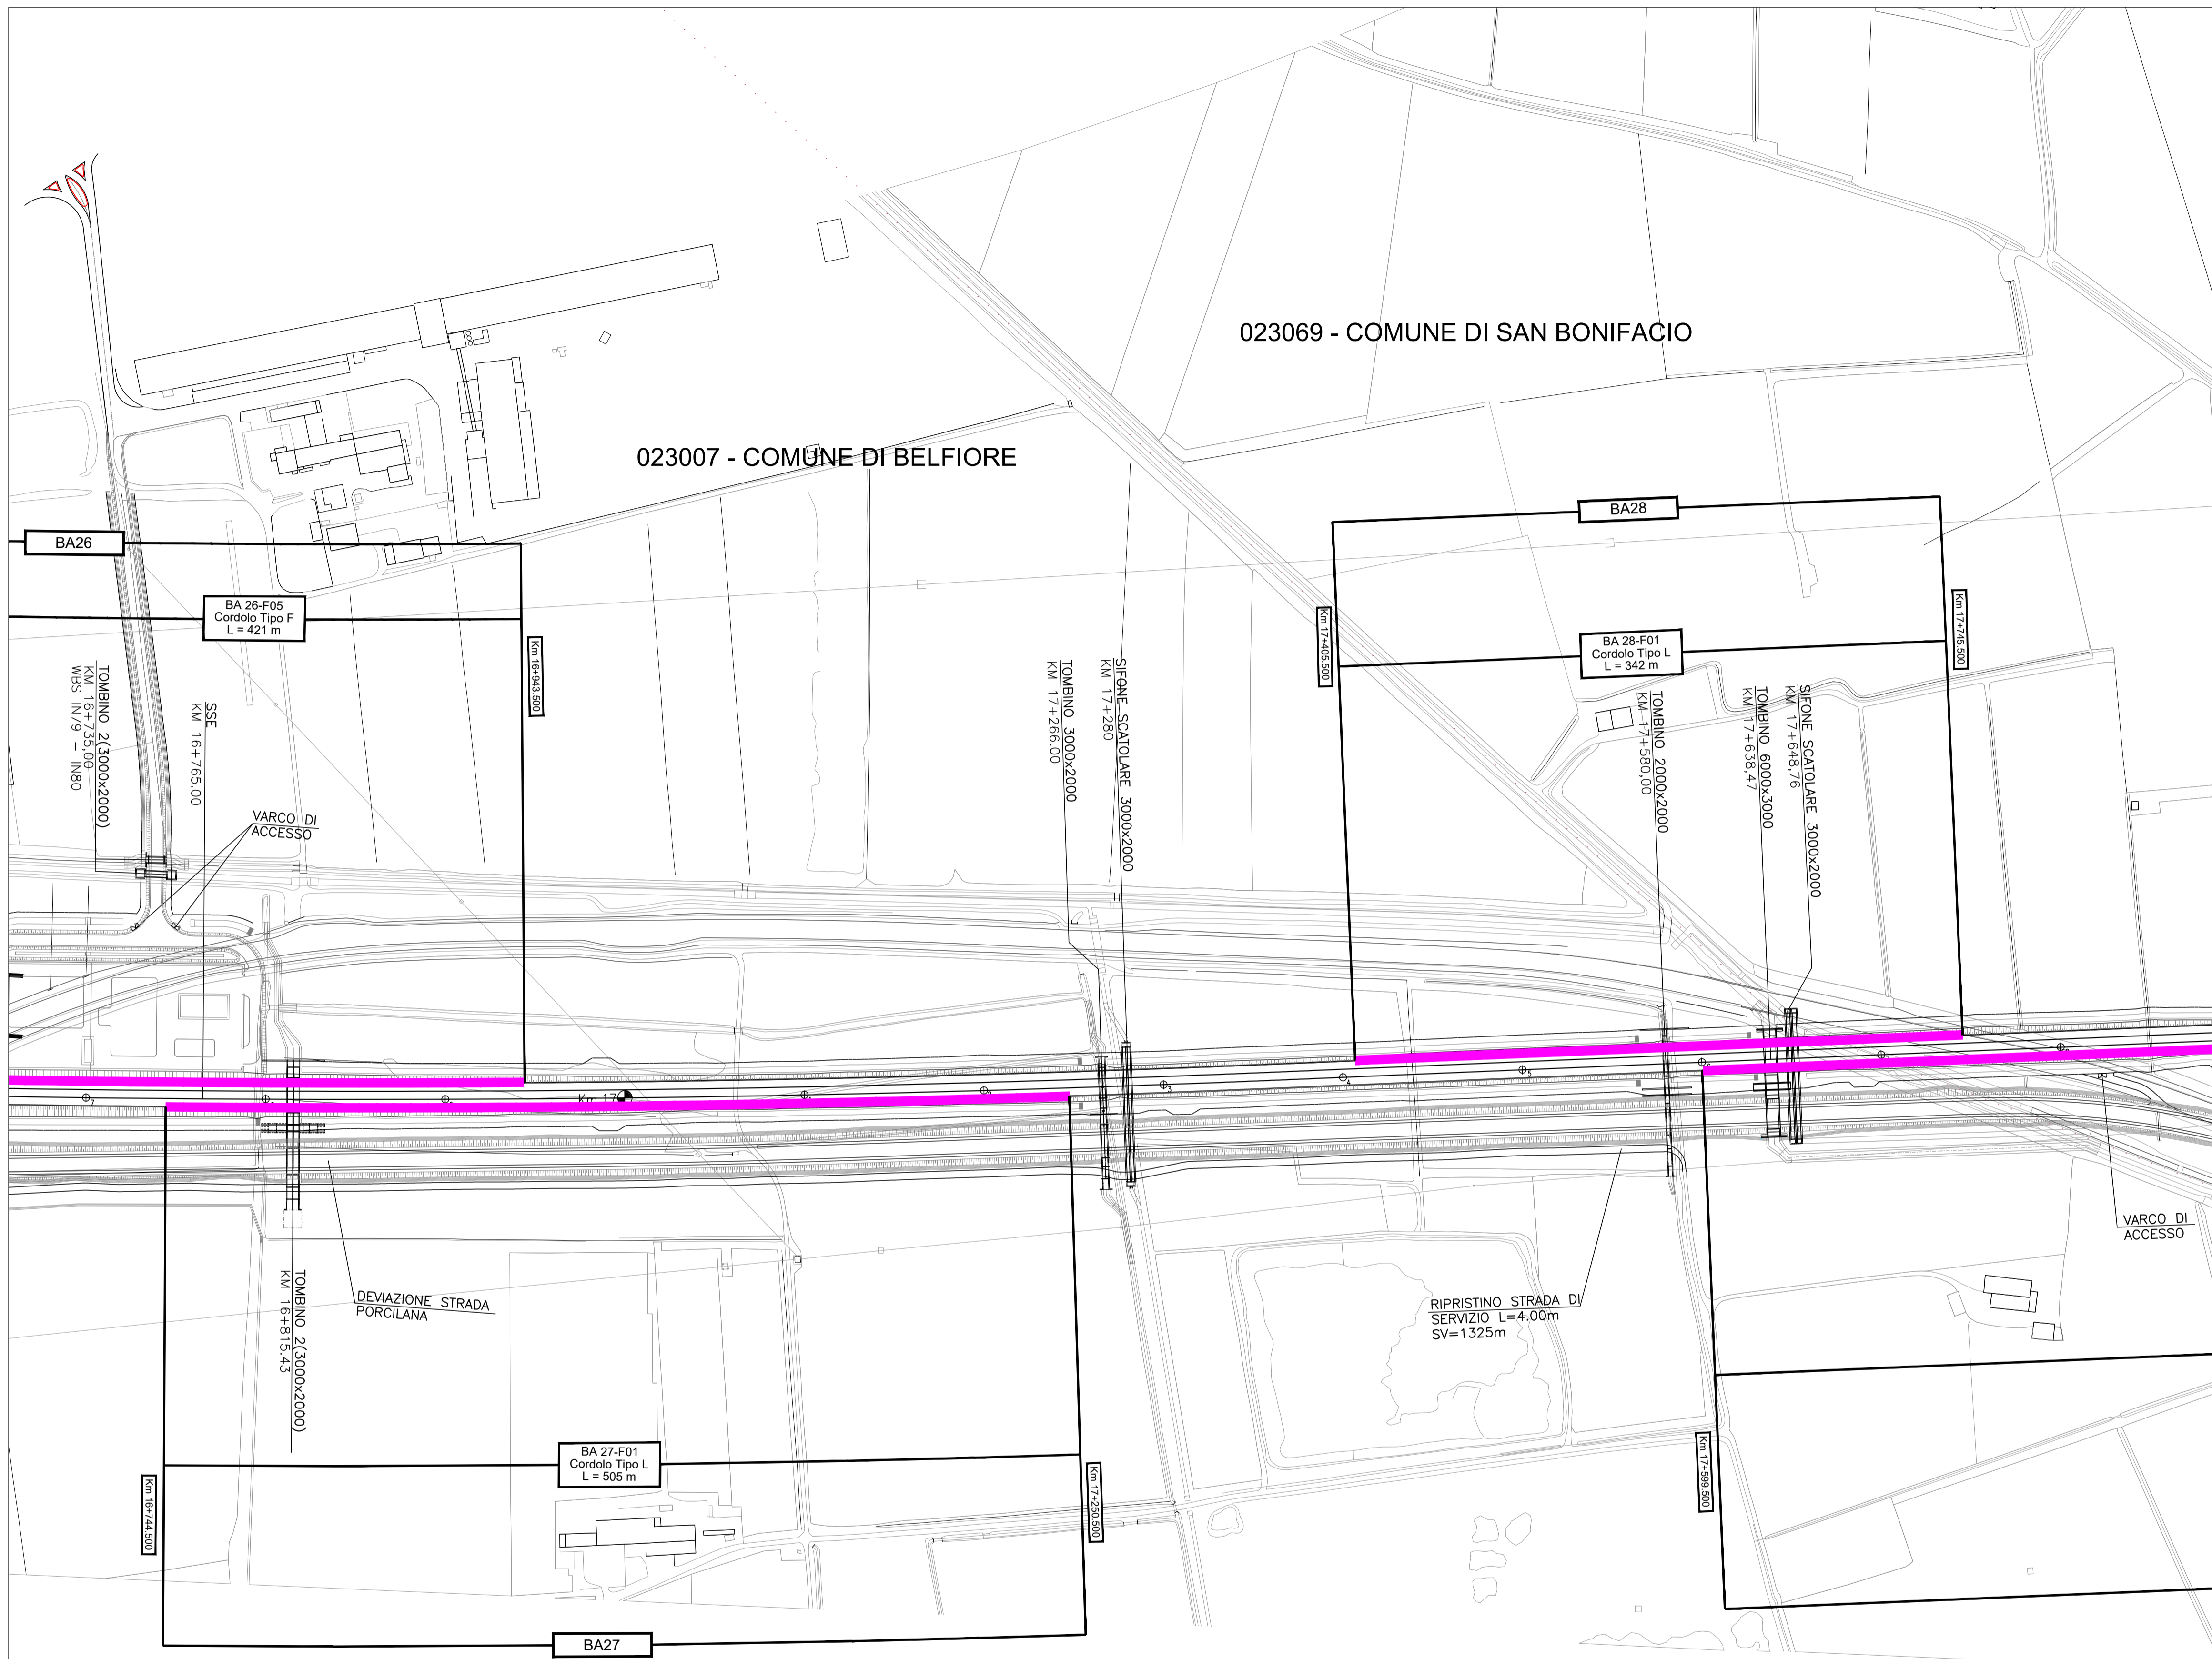 023069 - COMUNE DI SAN BONIFACIO
023007 - COMUNE DI BELFIORE
BA26
BA 26-F05
Cordolo Tipo F
L = 421 m
Km 16+943.500
TOMBINO 2(3000x2000)
KM 16+735,00
WBS IN79 - IN80
SSE
KM 16+765.00
VARCO DI
ACCESSO
TOMBINO 3000x2000
KM 17+266.00
SIFONE SCATOLARE 3000x2000
KM 17+280
BA28
Km 17+405.500
BA 28-F01
Cordolo Tipo L
L = 342 m
Km 17+745.500
TOMBINO 2000x2000
KM 17+580,00
TOMBINO 6000x3000
KM 17+638,47
SIFONE SCATOLARE 3000x2000
KM 17+648,76
7
Km 17
3
4
5
VARCO DI
ACCESSO
TOMBINO 2(3000x2000)
KM 16+815.43
DEVIAZIONE STRADA
PORCILANA
RIPRISTINO STRADA DI
SERVIZIO L=4.00m
SV=1325m
BA 27-F01
Cordolo Tipo L
L = 505 m
Km 16+744.500
Km 17+250.500
Km 17+599.500
BA27